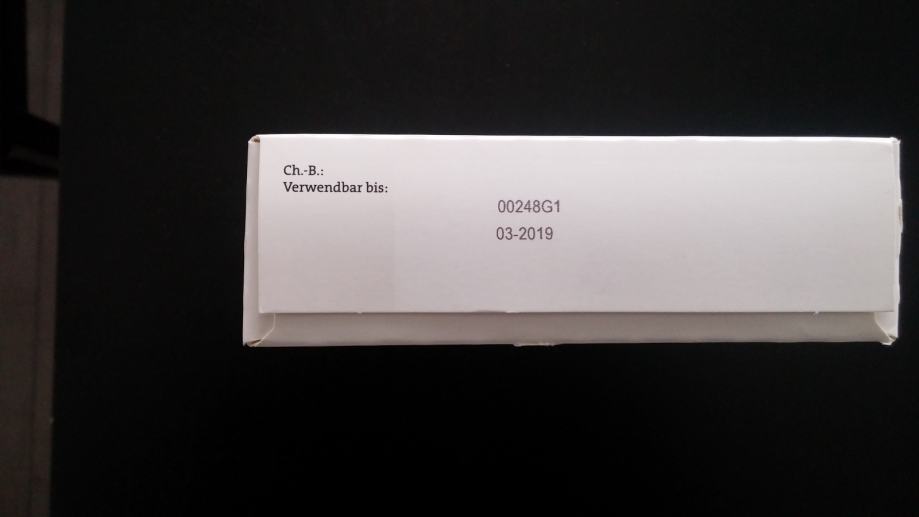 Ch.-B.:
Verwendbar bis:
00248G1
03-2019